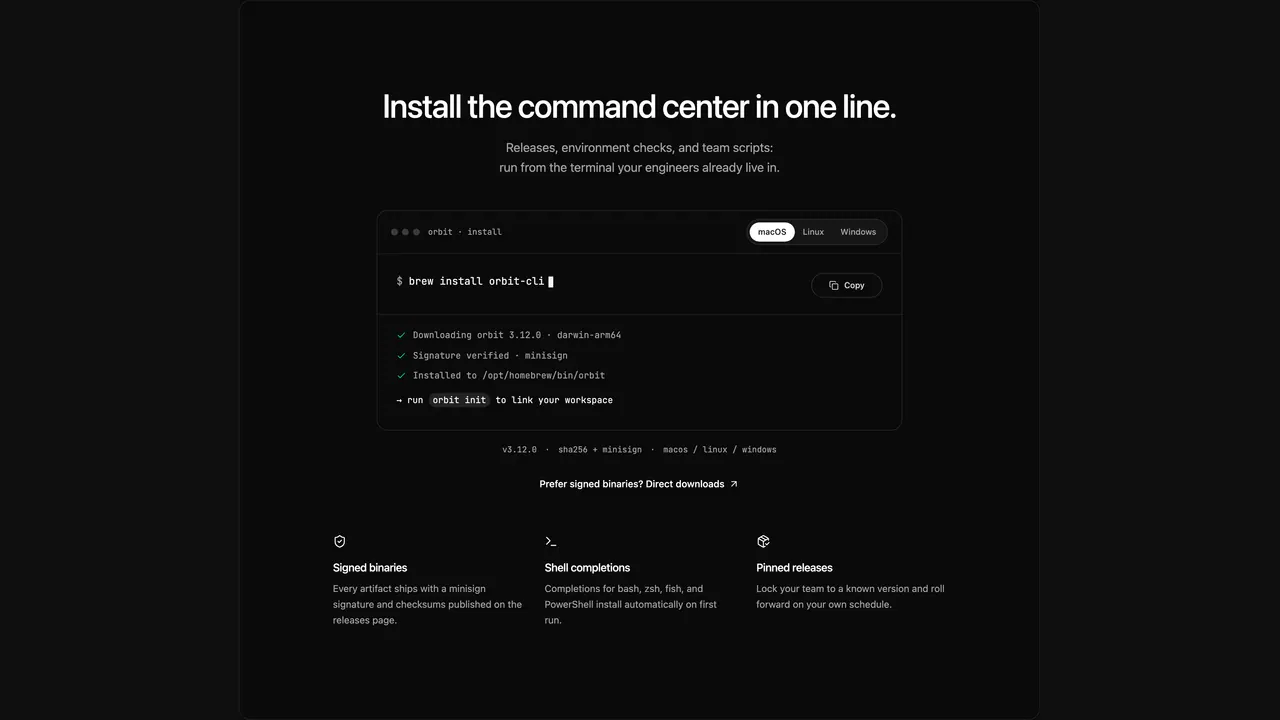 Install the command center in one line.
Releases, environment checks, and team scripts:
run from the terminal your engineers already live in.
orbit · install
macOS
Linux
Windows
$ brew install orbit-cli
Copy
Downloading orbit 3.12.0 · darwin-arm64
Signature verified · minisign
Installed to /opt/homebrew/bin/orbit
→ run orbit init to link your workspace
v3.12.0 · sha256 + minisign · macos / linux / windows
Prefer signed binaries? Direct downloads
Signed binaries
Every artifact ships with a minisign
signature and checksums published on the
releases page.
Shell completions
Completions for bash, zsh, fish, and
PowerShell install automatically on first
run.
Pinned releases
Lock your team to a known version and roll
forward on your own schedule.